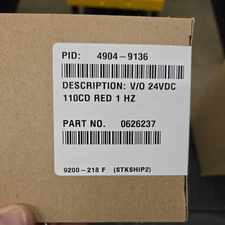 PID: 4904-9136
DESCRIPTION: V/O 24VDC
110CD RED 1 HZ
PART NO. 0626237
9200-218 F (STKSHIP2)